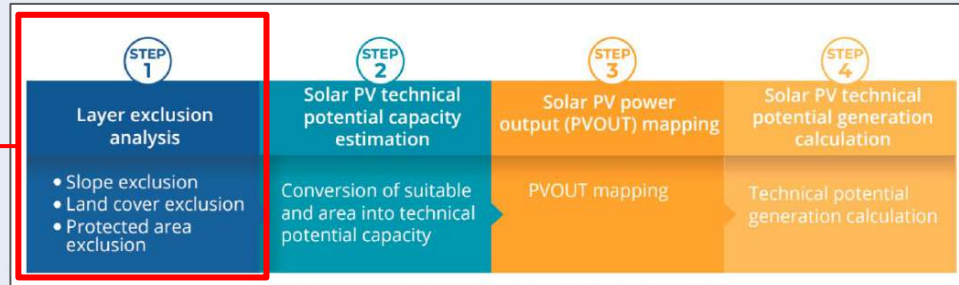 STEP
1
Layer exclusion
analysis
• Slope exclusion
• Land cover exclusion
• Protected area
exclusion
STEP
2
Solar PV technical
potential capacity
estimation
Conversion of suitable
and area into technical
potential capacity
STEP
3
Solar PV power
output (PVOUT) mapping
PVOUT mapping
STEP
4
Solar PV technical
potential generation
calculation
Technical potential
generation calculation